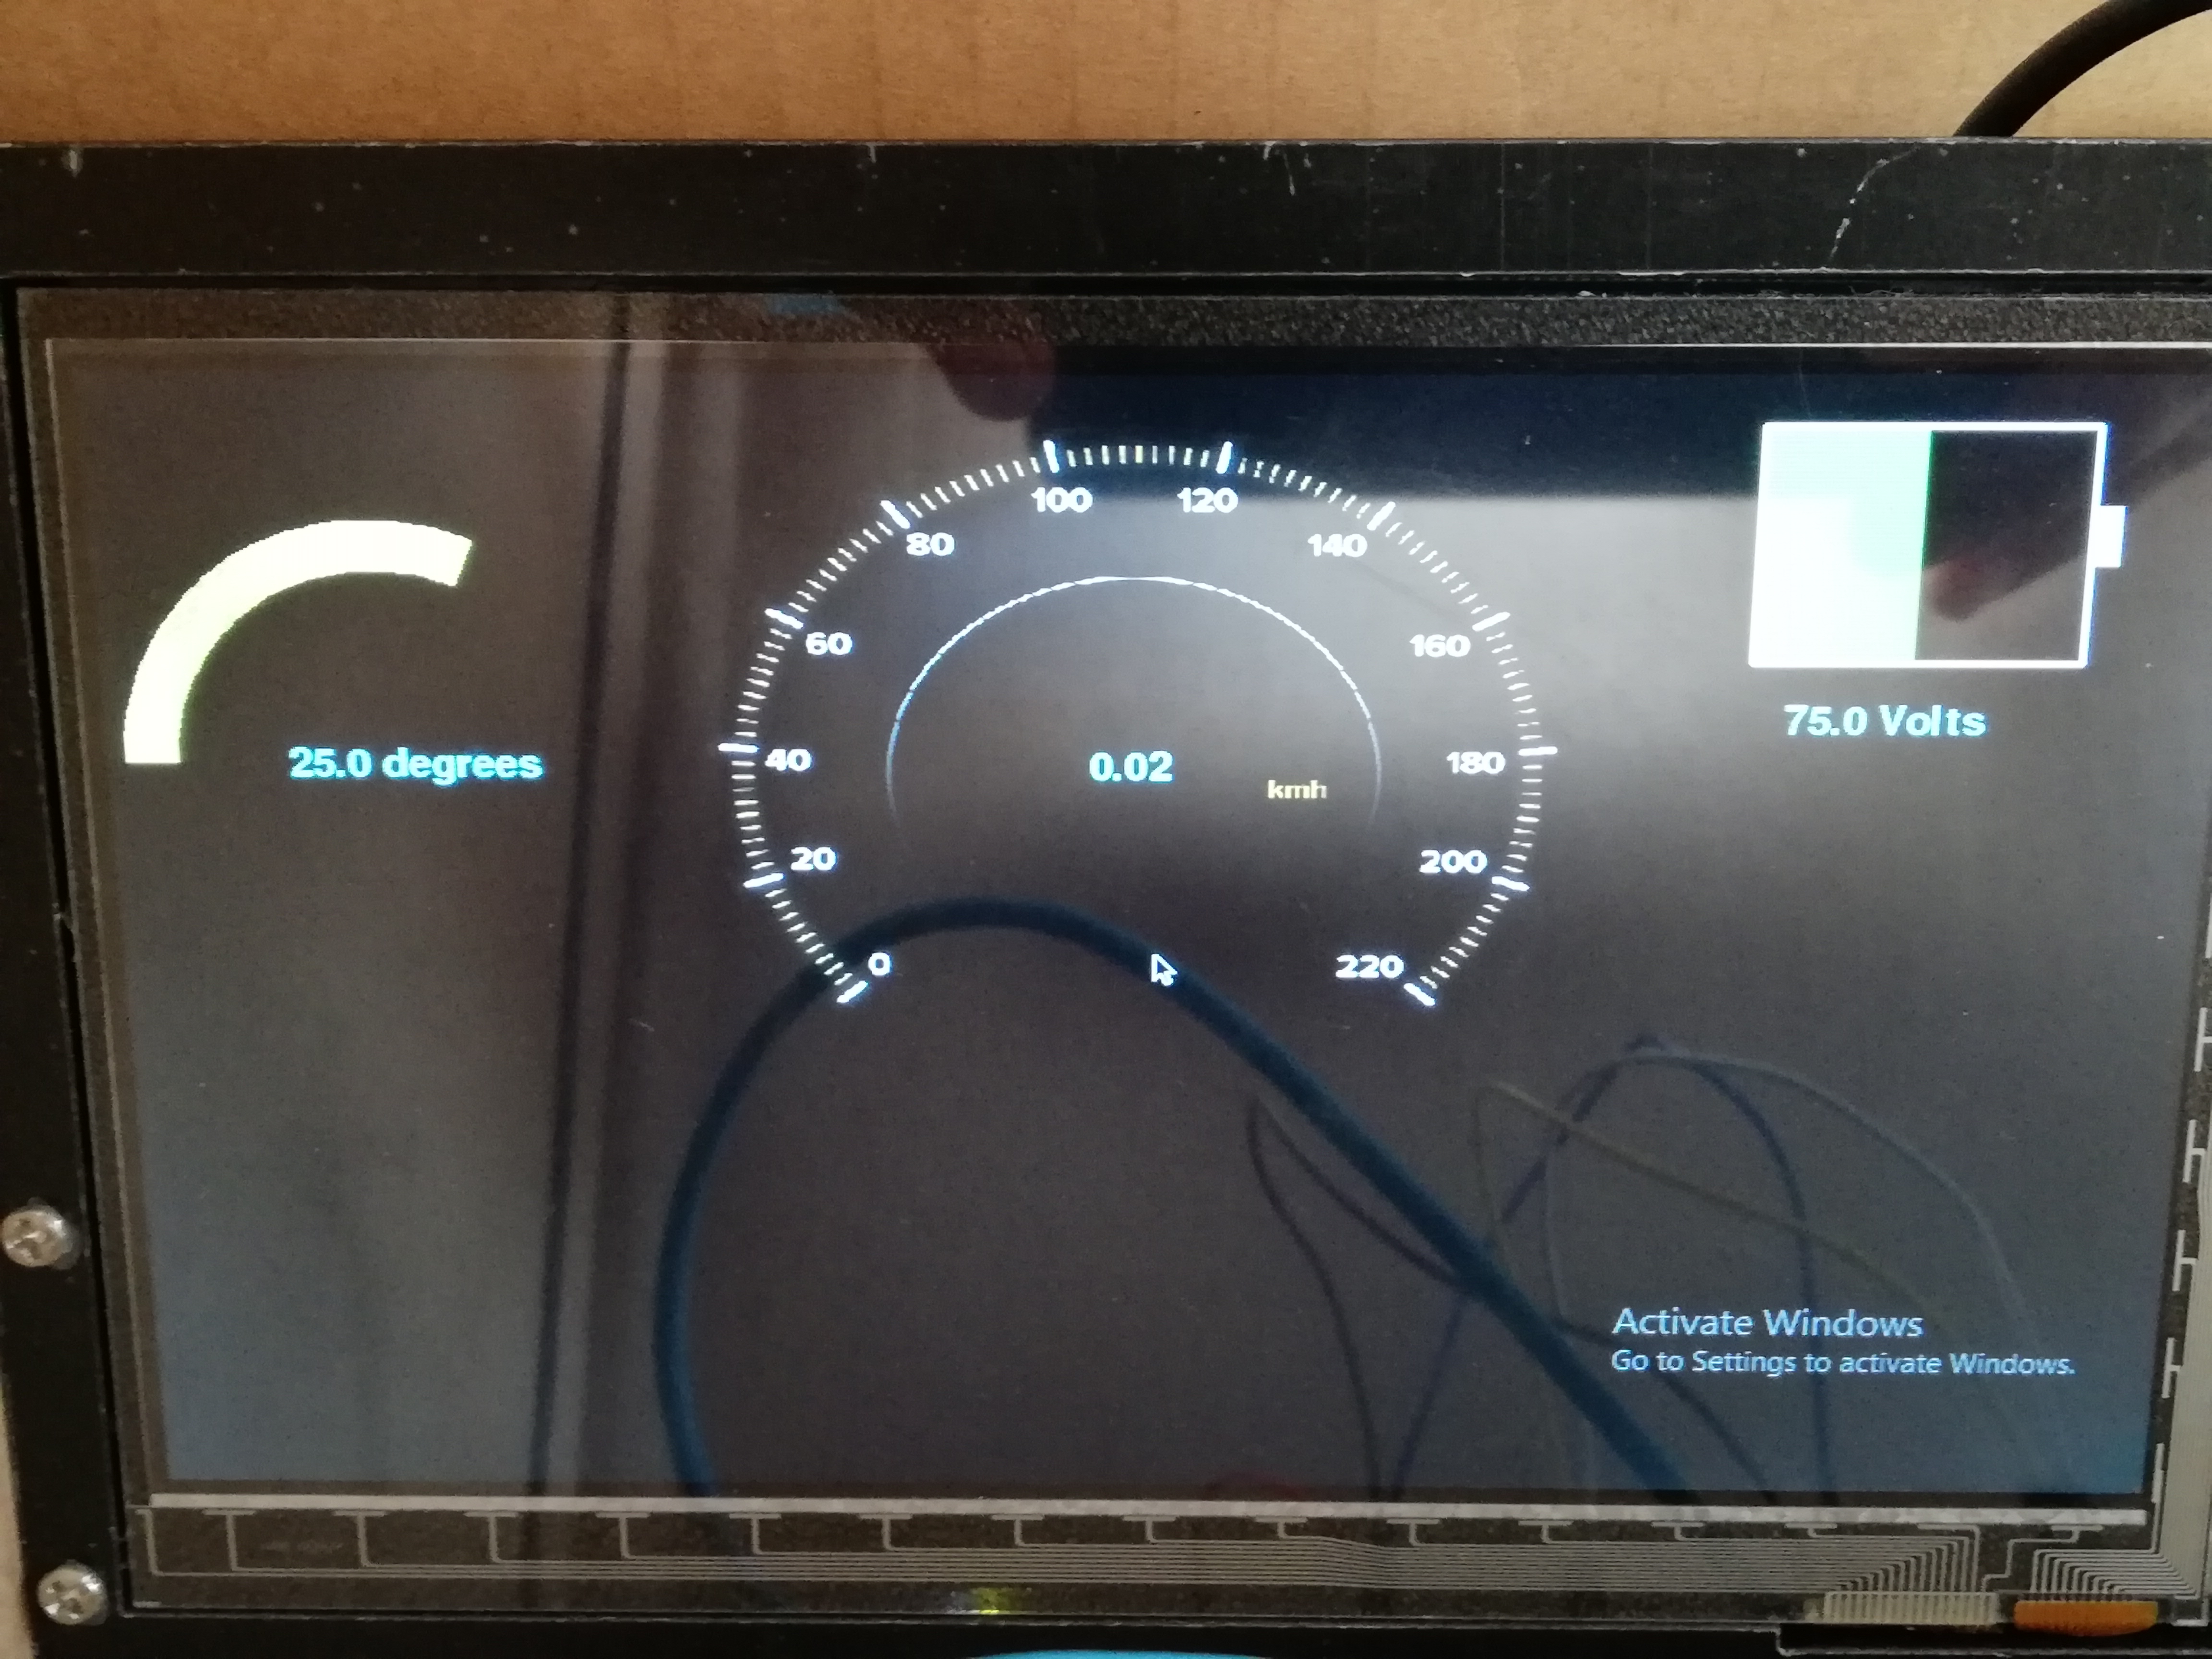 100
120
80
140
60
160
75.0 Volts
40
180
25.0 degrees
0.02
kmh
20
200
0
220
Activate Windows
Go to Settings to activate Windows.